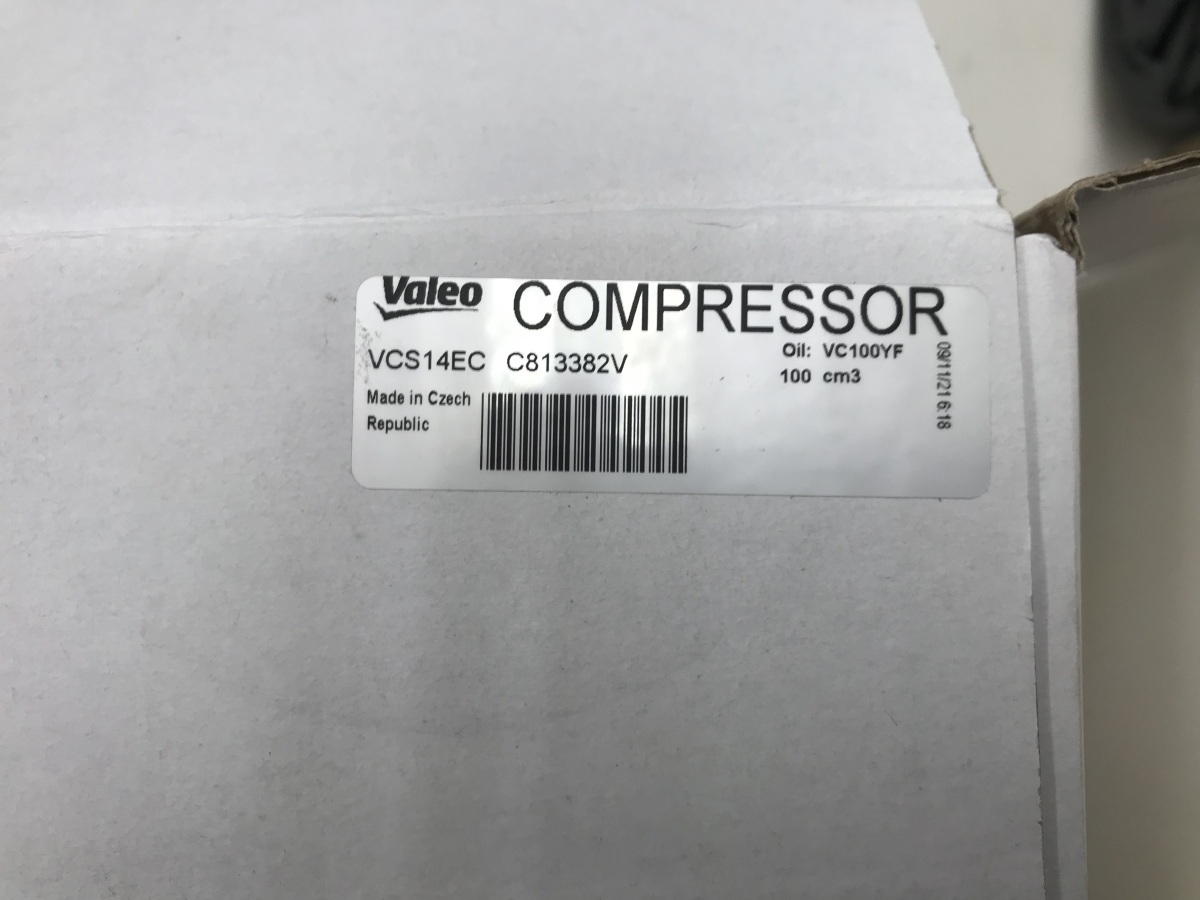 Valeo COMPRESSOR
VCS14EC C813382V
Oil: VC100YF
100 cm3
Made in Czech
Republic
09/11/21 6:18